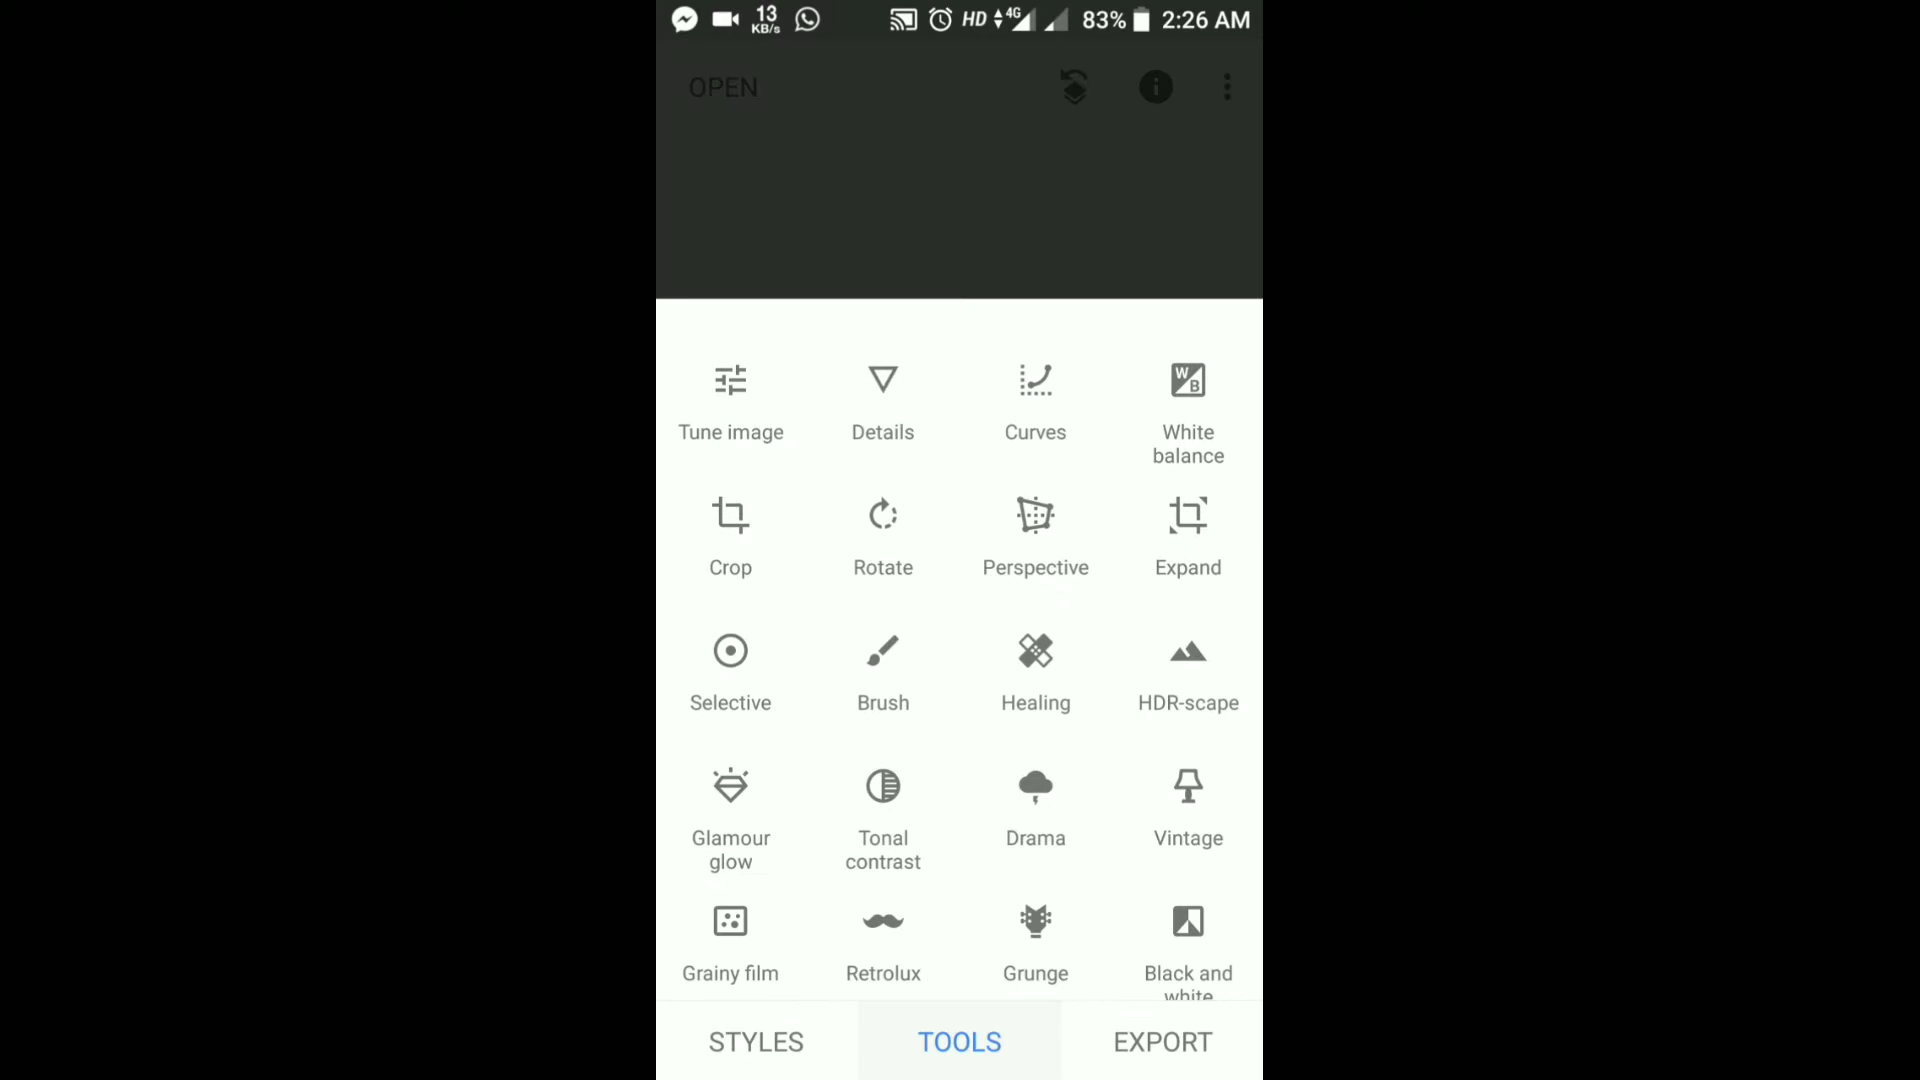 13
KB/s
HD 4G 83% 2:26 AM
OPEN
Tune image Details Curves White
balance
W
B
Crop Rotate Perspective Expand
Selective Brush Healing HDR-scape
Glamour
glow
Tonal
contrast
Drama Vintage
Grainy film Retrolux Grunge Black and
white
STYLES TOOLS EXPORT